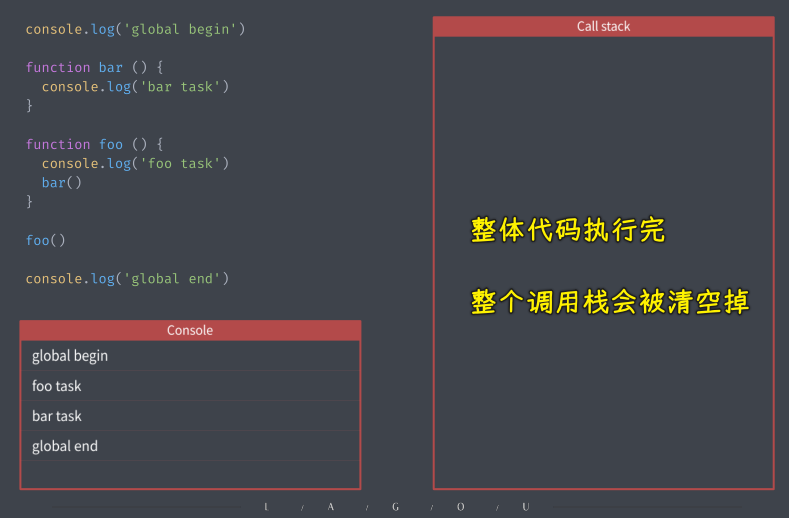 console.log('global begin')
function bar () {
  console.log('bar task')
}
function foo () {
  console.log('foo task')
  bar()
}
foo()
console.log('global end')
Console
global begin
foo task
bar task
global end
Call stack
整体代码执行完
整个调用栈会被清空掉
L / A / G / O / U